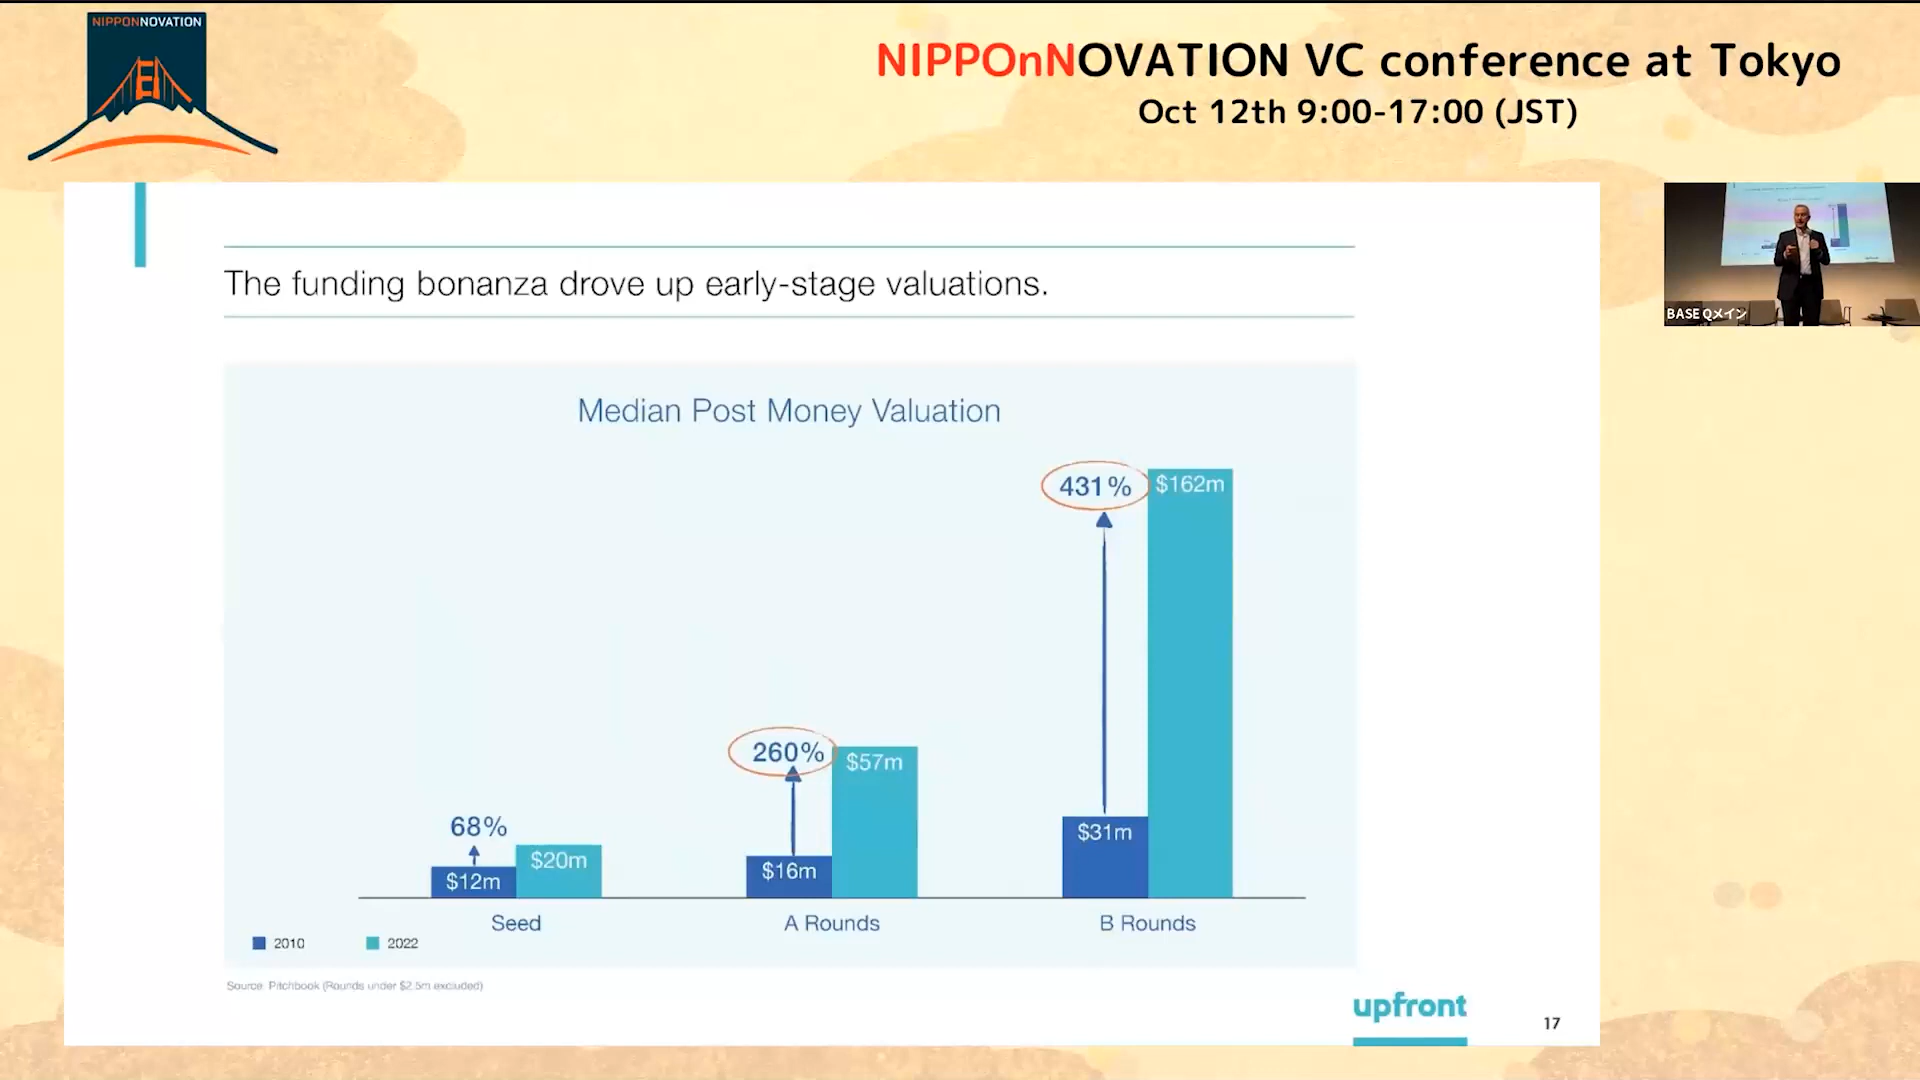 NIPPONNOVATION
NIPPOnNOVATION VC conference at Tokyo
Oct 12th 9:00-17:00 (JST)
The funding bonanza drove up early-stage valuations.
BASE Qメイン
Median Post Money Valuation
431%
$162m
260%
$57m
68%
$20m
$12m
$16m
$31m
Seed
A Rounds
B Rounds
2010
2022
Source: Pitchbook (Rounds under $2.5m excluded)
upfront
17